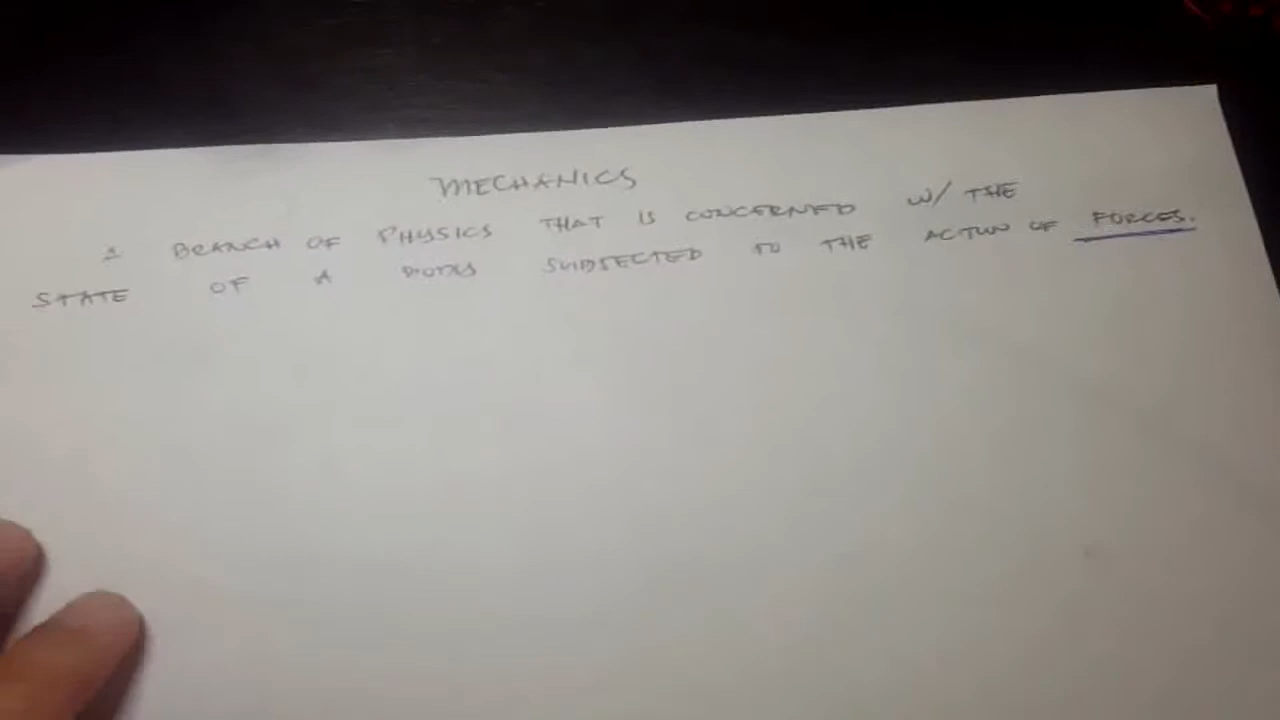 MECHANICS
= BRANCH OF PHYSICS THAT IS CONCERNED W/ THE
STATE OF A BODY SUBJECTED TO THE ACTION OF FORCES.